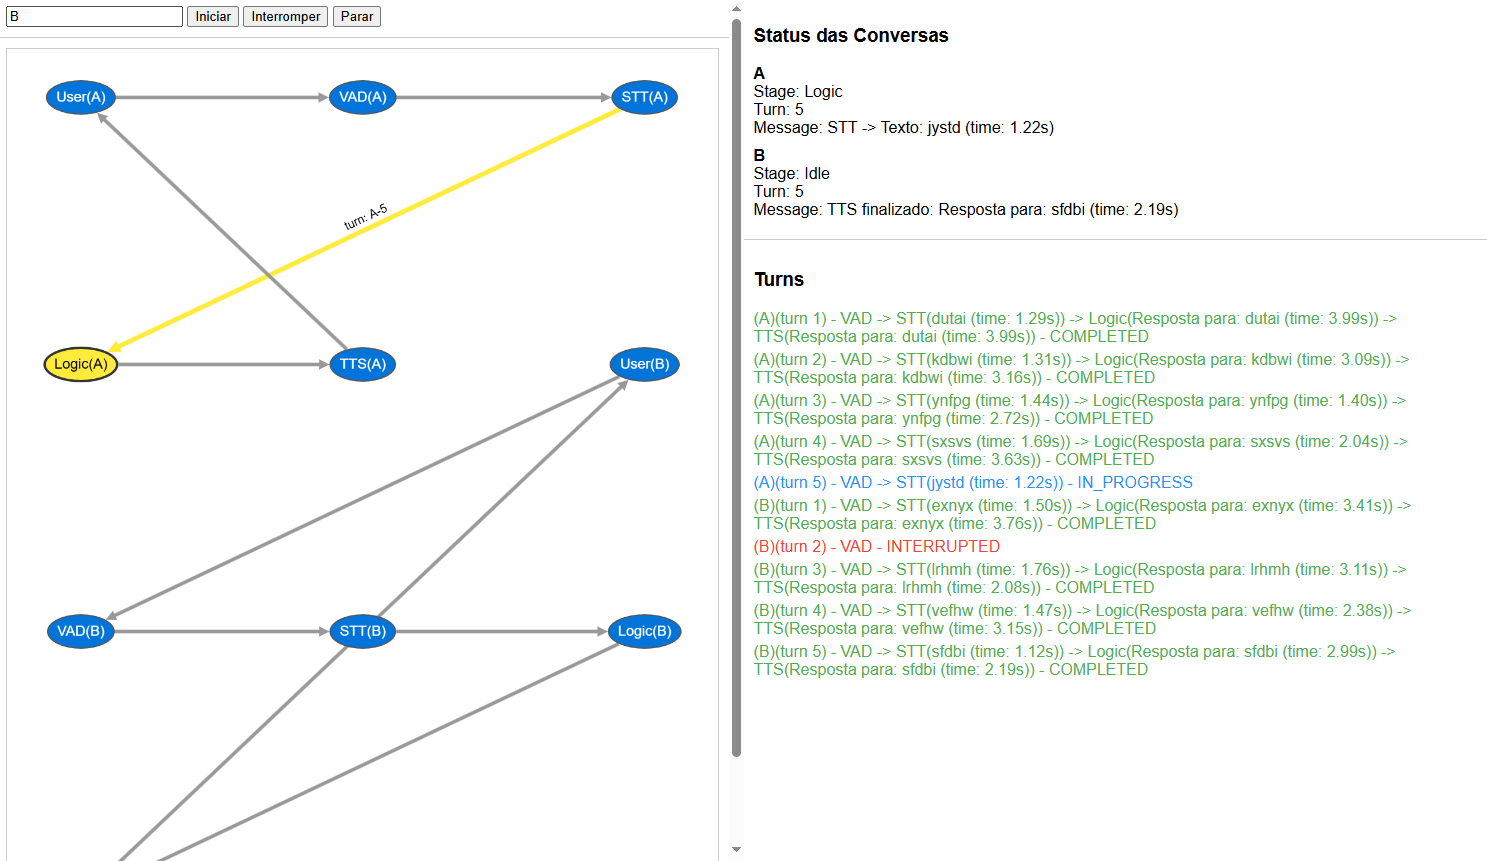 B
Iniciar
Interromper
Parar
User(A)
VAD(A)
STT(A)
turn: A-5
Logic(A)
TTS(A)
User(B)
VAD(B)
STT(B)
Logic(B)
Status das Conversas
A
Stage: Logic
Turn: 5
Message: STT -> Texto: jystd (time: 1.22s)
B
Stage: Idle
Turn: 5
Message: TTS finalizado: Resposta para: sfdbi (time: 2.19s)
Turns
(A)(turn 1) - VAD -> STT(dutai (time: 1.29s)) -> Logic(Resposta para: dutai (time: 3.99s)) ->
TTS(Resposta para: dutai (time: 3.99s)) - COMPLETED
(A)(turn 2) - VAD -> STT(kdbwi (time: 1.31s)) -> Logic(Resposta para: kdbwi (time: 3.09s)) ->
TTS(Resposta para: kdbwi (time: 3.16s)) - COMPLETED
(A)(turn 3) - VAD -> STT(ynfpg (time: 1.44s)) -> Logic(Resposta para: ynfpg (time: 1.40s)) ->
TTS(Resposta para: ynfpg (time: 2.72s)) - COMPLETED
(A)(turn 4) - VAD -> STT(sxsvs (time: 1.69s)) -> Logic(Resposta para: sxsvs (time: 2.04s)) ->
TTS(Resposta para: sxsvs (time: 3.63s)) - COMPLETED
(A)(turn 5) - VAD -> STT(jystd (time: 1.22s)) - IN_PROGRESS
(B)(turn 1) - VAD -> STT(exnyx (time: 1.50s)) -> Logic(Resposta para: exnyx (time: 3.41s)) ->
TTS(Resposta para: exnyx (time: 3.76s)) - COMPLETED
(B)(turn 2) - VAD - INTERRUPTED
(B)(turn 3) - VAD -> STT(lrhmh (time: 1.76s)) -> Logic(Resposta para: lrhmh (time: 3.11s)) ->
TTS(Resposta para: lrhmh (time: 2.08s)) - COMPLETED
(B)(turn 4) - VAD -> STT(vefhw (time: 1.47s)) -> Logic(Resposta para: vefhw (time: 2.38s)) ->
TTS(Resposta para: vefhw (time: 3.15s)) - COMPLETED
(B)(turn 5) - VAD -> STT(sfdbi (time: 1.12s)) -> Logic(Resposta para: sfdbi (time: 2.99s)) ->
TTS(Resposta para: sfdbi (time: 2.19s)) - COMPLETED